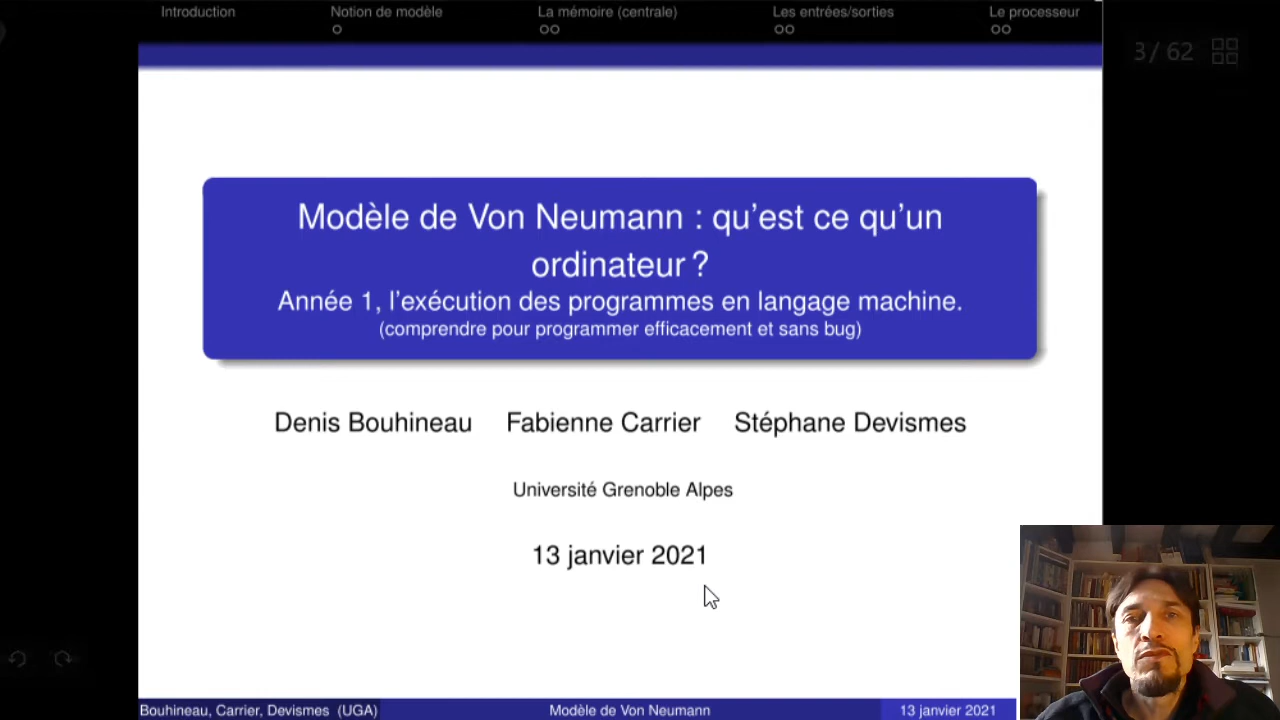 Introduction
Notion de modèle
La mémoire (centrale)
Les entrées/sorties
Le processeur
3/ 62
Modèle de Von Neumann : qu'est ce qu'un
ordinateur ?
Année 1, l'exécution des programmes en langage machine.
(comprendre pour programmer efficacement et sans bug)
Denis Bouhineau Fabienne Carrier Stéphane Devismes
Université Grenoble Alpes
13 janvier 2021
Bouhineau, Carrier, Devismes (UGA)
Modèle de Von Neumann
13 janvier 2021